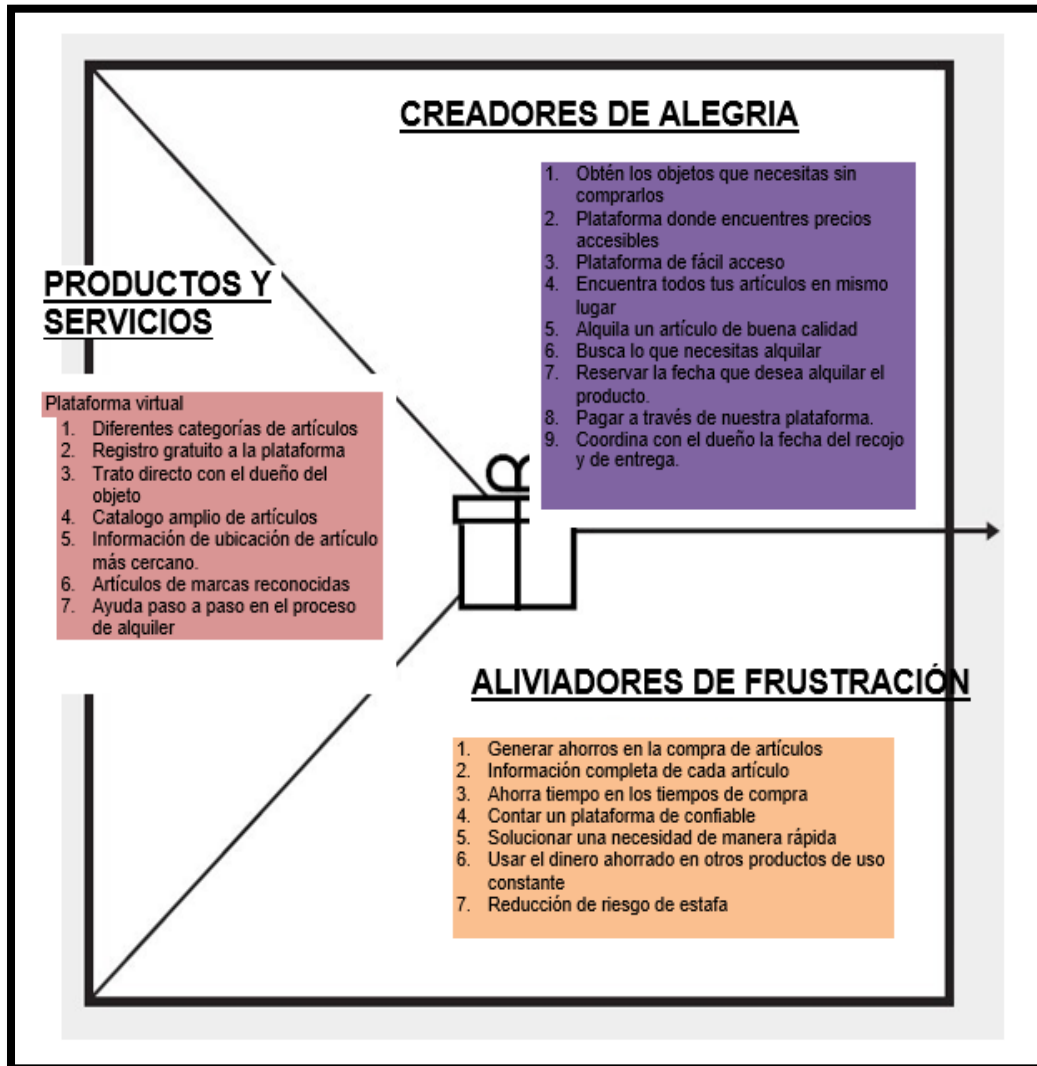 CREADORES DE ALEGRIA
1. Obtén los objetos que necesitas sin
comprarlos
2. Plataforma donde encuentres precios
accesibles
3. Plataforma de fácil acceso
4. Encuentra todos tus artículos en mismo
lugar
5. Alquila un artículo de buena calidad
6. Busca lo que necesitas alquilar
7. Reservar la fecha que desea alquilar el
producto.
8. Pagar a través de nuestra plataforma.
9. Coordina con el dueño la fecha del recojo
y de entrega.
PRODUCTOS Y
SERVICIOS
Plataforma virtual
1. Diferentes categorías de artículos
2. Registro gratuito a la plataforma
3. Trato directo con el dueño del
objeto
4. Catalogo amplio de artículos
5. Información de ubicación de artículo
más cercano.
6. Artículos de marcas reconocidas
7. Ayuda paso a paso en el proceso
de alquiler
ALIVIADORES DE FRUSTRACIÓN
1. Generar ahorros en la compra de artículos
2. Información completa de cada artículo
3. Ahorra tiempo en los tiempos de compra
4. Contar un plataforma de confiable
5. Solucionar una necesidad de manera rápida
6. Usar el dinero ahorrado en otros productos de uso
constante
7. Reducción de riesgo de estafa